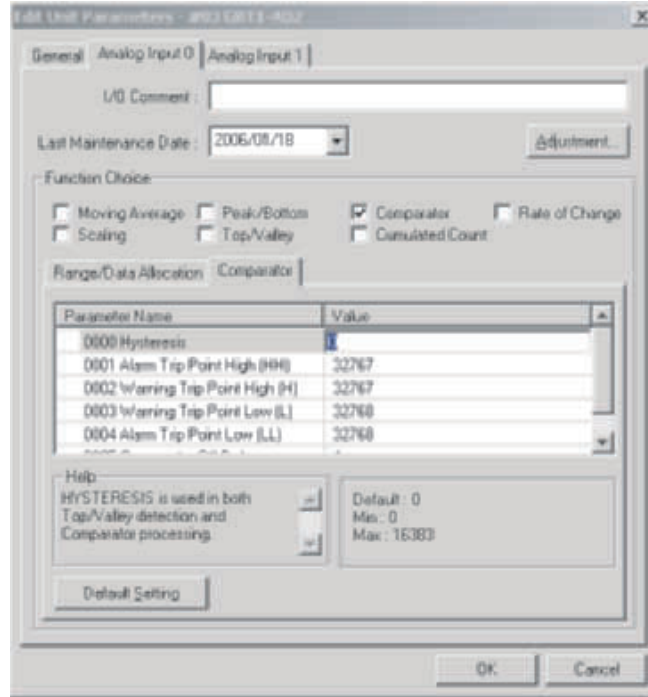 Edit Unit Parameters - #03 GRT1-AD2
X
General Analog Input 0 Analog Input 1
I/O Comment :
Last Maintenance Date : 2006/08/18
Adjustment...
Function Choice
Moving Average Peak/Bottom Comparator Rate of Change
Scaling Top/Valley Cumulated Count
Range/Data Allocation Comparator
Parameter Name Value
0000 Hysteresis 0
0001 Alarm Trip Point High (HH) 32767
0002 Warning Trip Point High (H) 32767
0003 Warning Trip Point Low (L) 32768
0004 Alarm Trip Point Low (LL) 32768
Help
HYSTERESIS is used in both
Top/Valley detection and
Comparator processing.
Default : 0
Min : 0
Max : 16383
Default Setting
OK Cancel